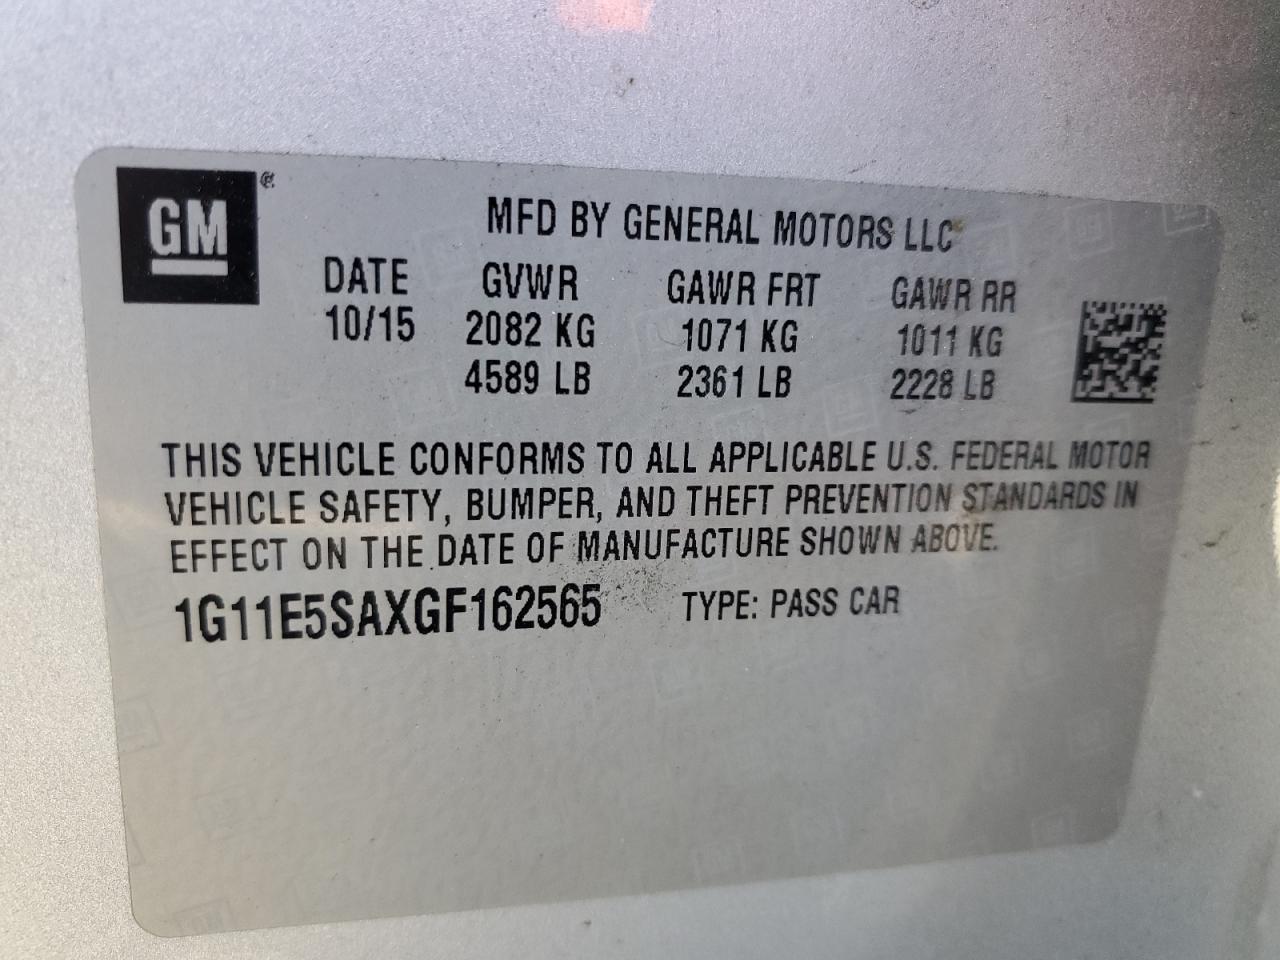 GM
MFD BY GENERAL MOTORS LLC
DATE GVWR GAWR FRT GAWR RR
10/15 2082 KG 1071 KG 1011 KG
4589 LB 2361 LB 2228 LB
THIS VEHICLE CONFORMS TO ALL APPLICABLE U.S. FEDERAL MOTOR
VEHICLE SAFETY, BUMPER, AND THEFT PREVENTION STANDARDS IN
EFFECT ON THE DATE OF MANUFACTURE SHOWN ABOVE.
1G11E5SAXGF162565 TYPE: PASS CAR